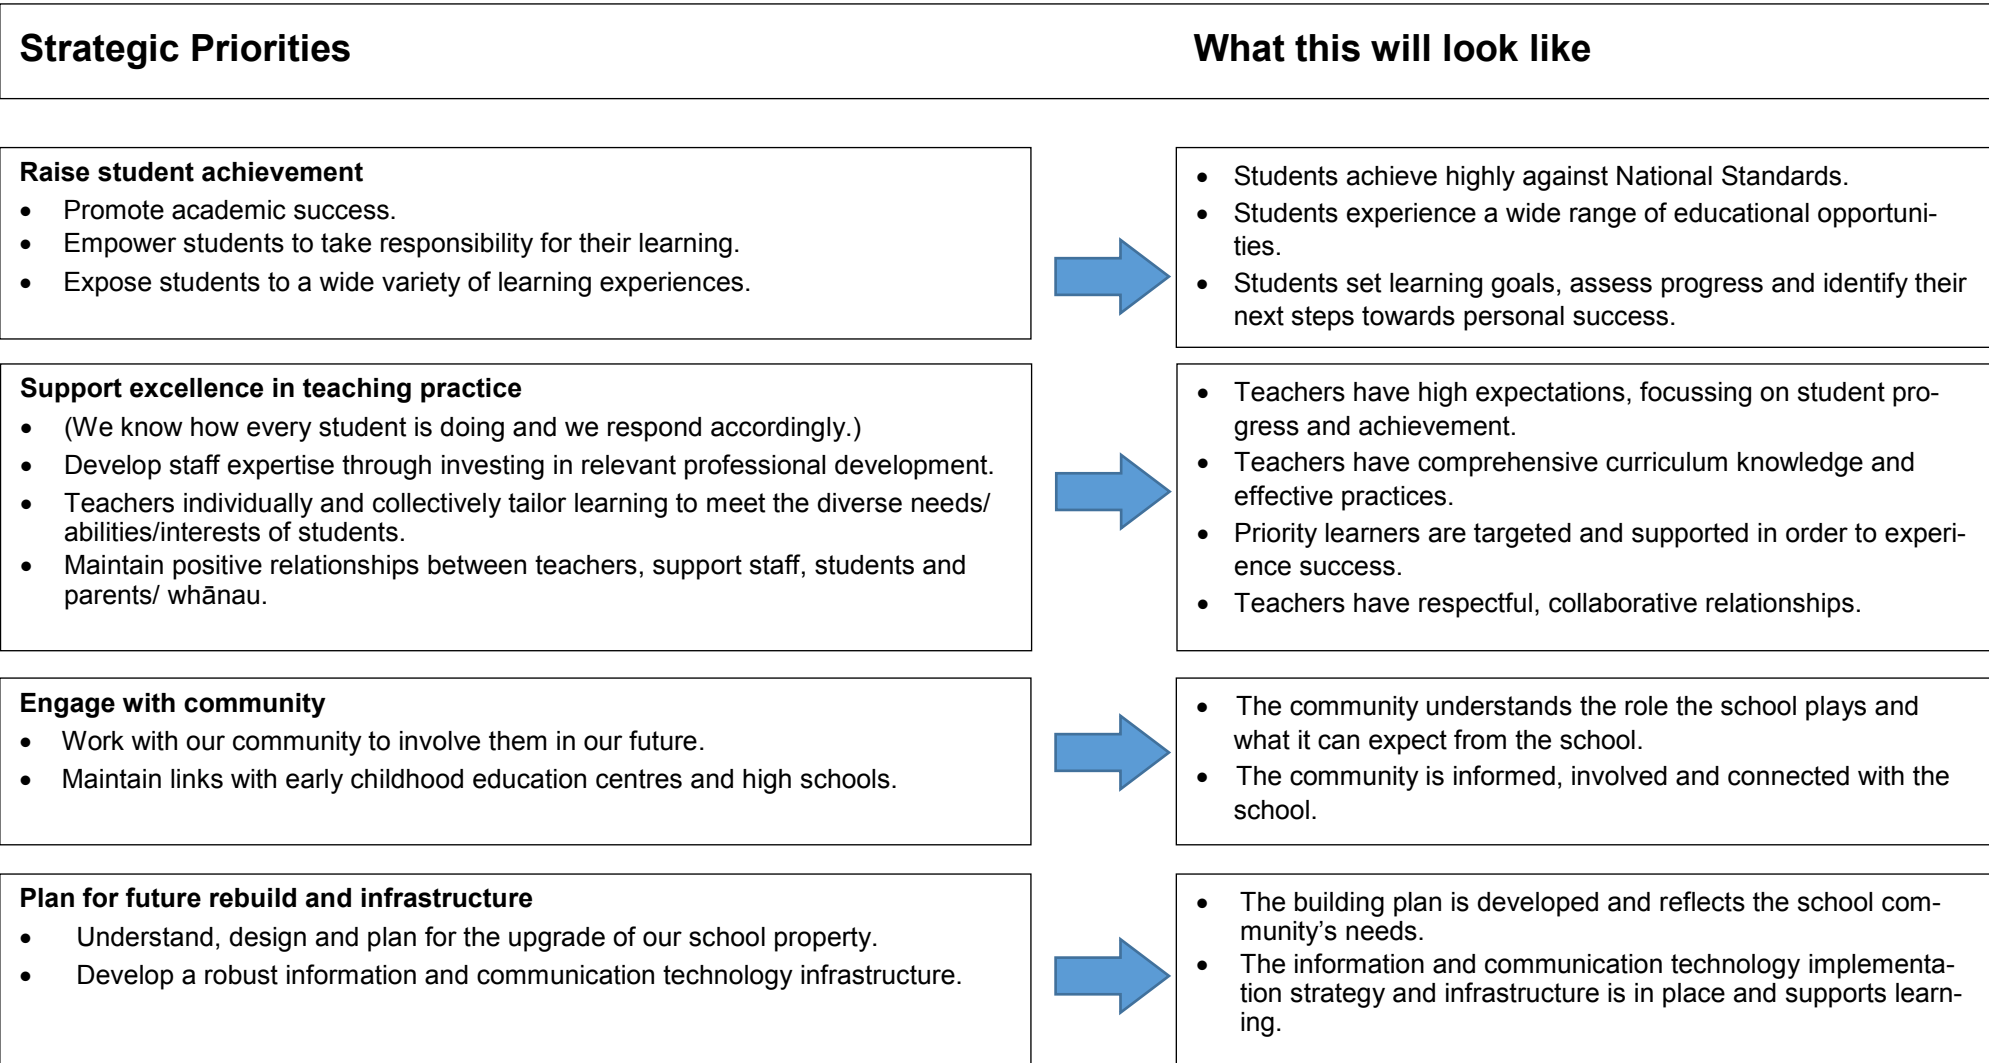 Strategic Priorities
What this will look like
Raise student achievement
• Promote academic success.
• Empower students to take responsibility for their learning.
• Expose students to a wide variety of learning experiences.
• Students achieve highly against National Standards.
• Students experience a wide range of educational opportuni-
ties.
• Students set learning goals, assess progress and identify their
next steps towards personal success.
Support excellence in teaching practice
• (We know how every student is doing and we respond accordingly.)
• Develop staff expertise through investing in relevant professional development.
• Teachers individually and collectively tailor learning to meet the diverse needs/
abilities/interests of students.
• Maintain positive relationships between teachers, support staff, students and
parents/ whānau.
• Teachers have high expectations, focussing on student pro-
gress and achievement.
• Teachers have comprehensive curriculum knowledge and
effective practices.
• Priority learners are targeted and supported in order to experi-
ence success.
• Teachers have respectful, collaborative relationships.
Engage with community
• Work with our community to involve them in our future.
• Maintain links with early childhood education centres and high schools.
• The community understands the role the school plays and
what it can expect from the school.
• The community is informed, involved and connected with the
school.
Plan for future rebuild and infrastructure
• Understand, design and plan for the upgrade of our school property.
• Develop a robust information and communication technology infrastructure.
• The building plan is developed and reflects the school com-
munity’s needs.
• The information and communication technology implementa-
tion strategy and infrastructure is in place and supports learn-
ing.